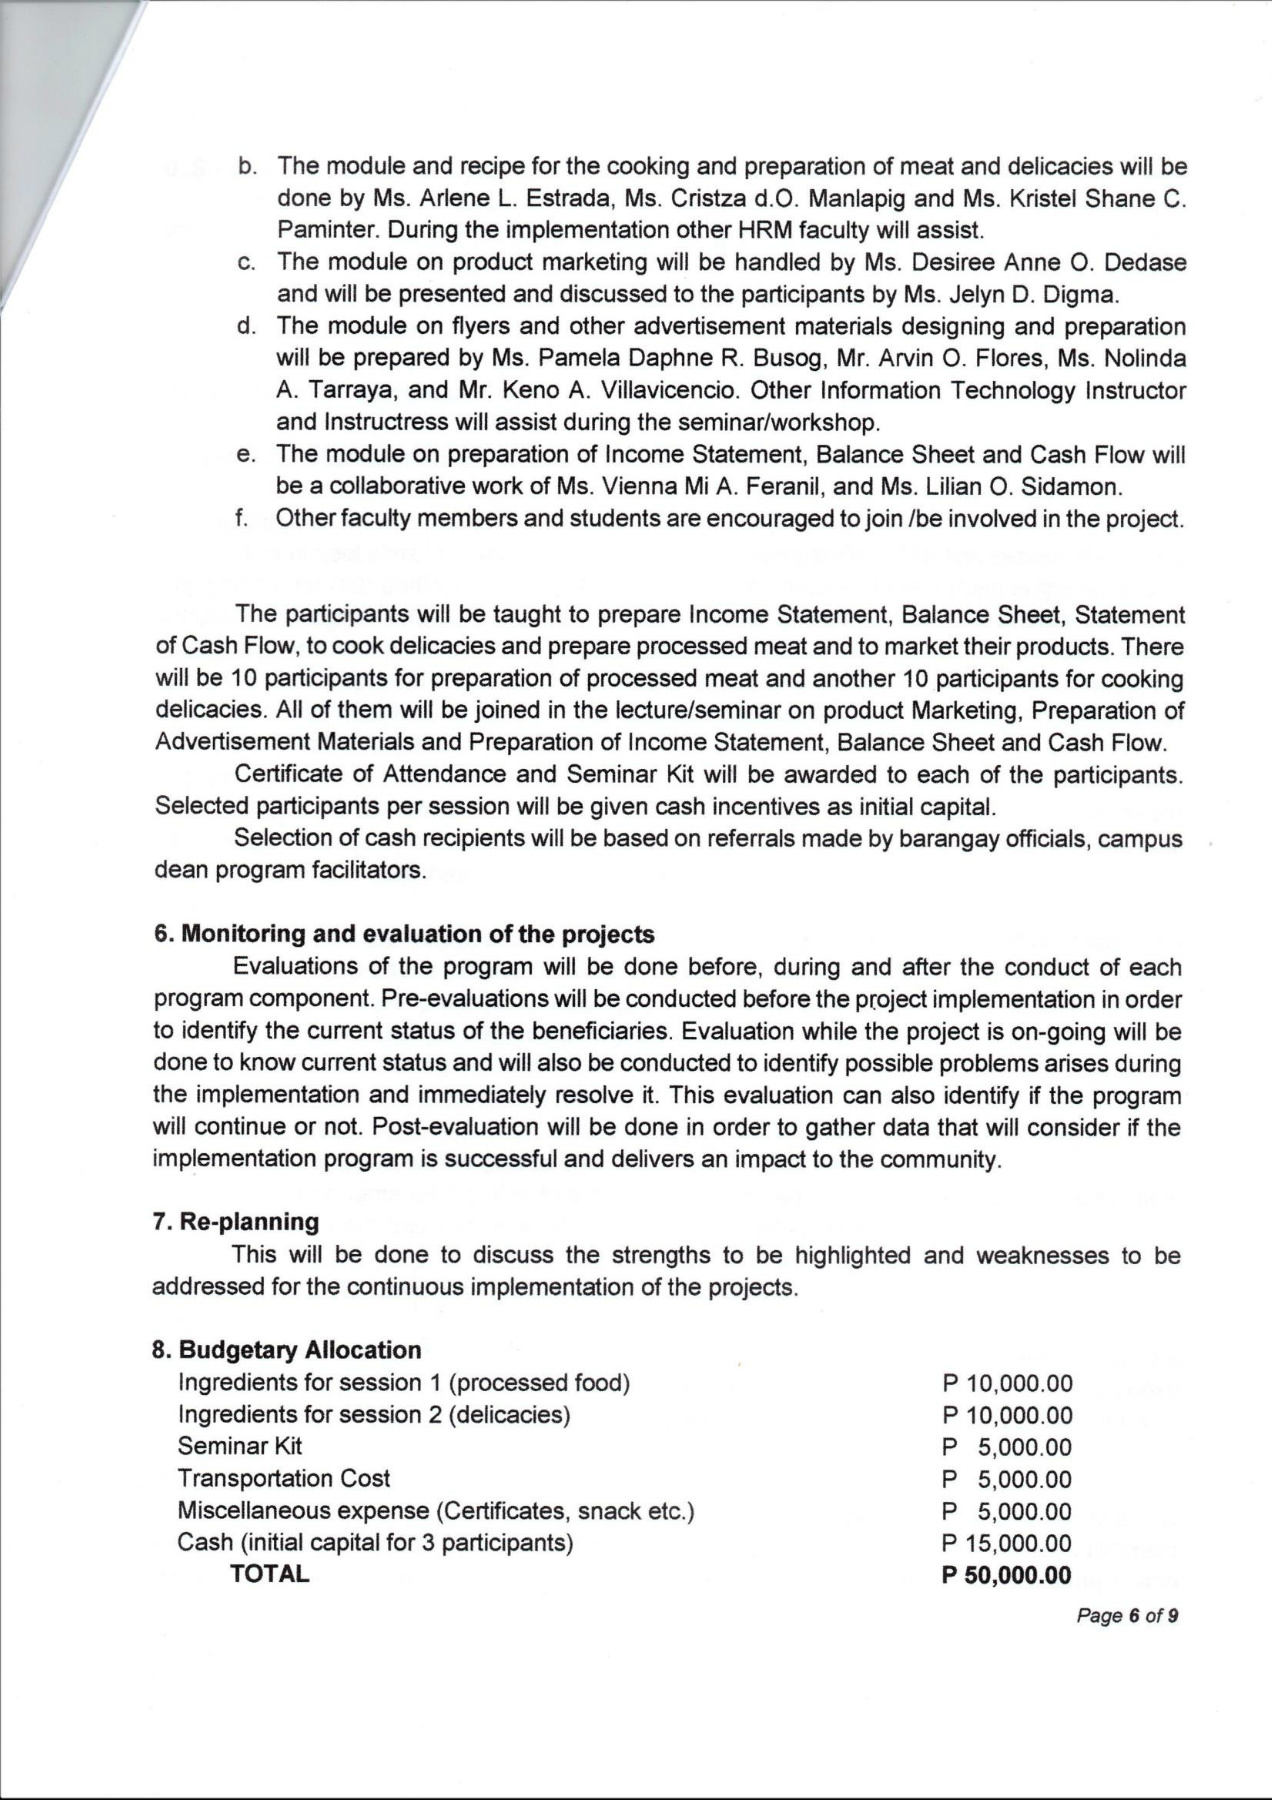 b. The module and recipe for the cooking and preparation of meat and delicacies will be
done by Ms. Arlene L. Estrada, Ms. Cristza d.O. Manlapig and Ms. Kristel Shane C.
Paminter. During the implementation other HRM faculty will assist.
c. The module on product marketing will be handled by Ms. Desiree Anne O. Dedase
and will be presented and discussed to the participants by Ms. Jelyn D. Digma.
d. The module on flyers and other advertisement materials designing and preparation
will be prepared by Ms. Pamela Daphne R. Busog, Mr. Arvin O. Flores, Ms. Nolinda
A. Tarraya, and Mr. Keno A. Villavicencio. Other Information Technology Instructor
and Instructress will assist during the seminar/workshop.
e. The module on preparation of Income Statement, Balance Sheet and Cash Flow will
be a collaborative work of Ms. Vienna Mi A. Feranil, and Ms. Lilian O. Sidamon.
f. Other faculty members and students are encouraged to join /be involved in the project.
The participants will be taught to prepare Income Statement, Balance Sheet, Statement
of Cash Flow, to cook delicacies and prepare processed meat and to market their products. There
will be 10 participants for preparation of processed meat and another 10 participants for cooking
delicacies. All of them will be joined in the lecture/seminar on product Marketing, Preparation of
Advertisement Materials and Preparation of Income Statement, Balance Sheet and Cash Flow.
Certificate of Attendance and Seminar Kit will be awarded to each of the participants.
Selected participants per session will be given cash incentives as initial capital.
Selection of cash recipients will be based on referrals made by barangay officials, campus
dean program facilitators.
6. Monitoring and evaluation of the projects
Evaluations of the program will be done before, during and after the conduct of each
program component. Pre-evaluations will be conducted before the project implementation in order
to identify the current status of the beneficiaries. Evaluation while the project is on-going will be
done to know current status and will also be conducted to identify possible problems arises during
the implementation and immediately resolve it. This evaluation can also identify if the program
will continue or not. Post-evaluation will be done in order to gather data that will consider if the
implementation program is successful and delivers an impact to the community.
7. Re-planning
This will be done to discuss the strengths to be highlighted and weaknesses to be
addressed for the continuous implementation of the projects.
8. Budgetary Allocation
Ingredients for session 1 (processed food) P 10,000.00
Ingredients for session 2 (delicacies) P 10,000.00
Seminar Kit P 5,000.00
Transportation Cost P 5,000.00
Miscellaneous expense (Certificates, snack etc.) P 5,000.00
Cash (initial capital for 3 participants) P 15,000.00
TOTAL P 50,000.00
Page 6 of 9